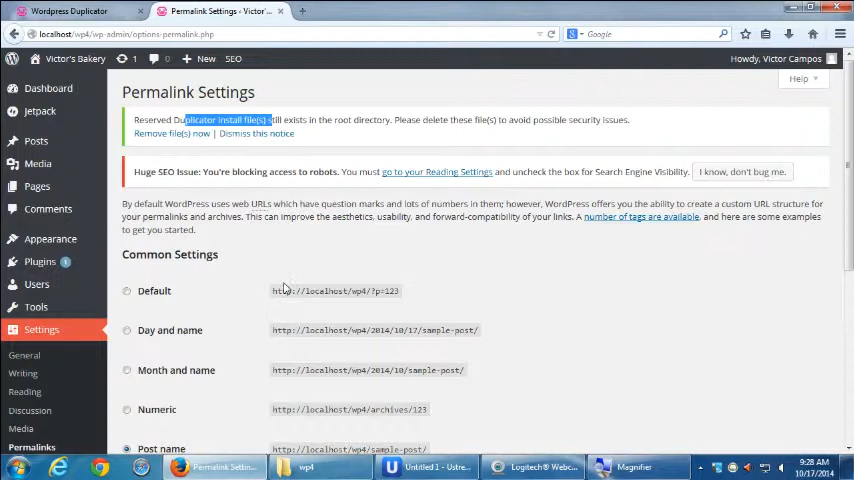 Wordpress Duplicator
Permalink Settings ‹ Victor'...
localhost/wp4/wp-admin/options-permalink.php
Google
Victor's Bakery
1
0
+ New
SEO
Howdy, Victor Campos
Help
Dashboard
Jetpack
Posts
Media
Pages
Comments
Appearance
Plugins 1
Users
Tools
Settings
General
Writing
Reading
Discussion
Media
Permalinks
Permalink Settings
Reserved Duplicator install file(s) still exists in the root directory. Please delete these file(s) to avoid possible security issues.
Remove file(s) now | Dismiss this notice
Huge SEO Issue: You're blocking access to robots. You must go to your Reading Settings and uncheck the box for Search Engine Visibility.
I know, don't bug me.
By default WordPress uses web URLs which have question marks and lots of numbers in them; however, WordPress offers you the ability to create a custom URL structure for
your permalinks and archives. This can improve the aesthetics, usability, and forward-compatibility of your links. A number of tags are available, and here are some examples
to get you started.
Common Settings
Default
http://localhost/wp4/?p=123
Day and name
http://localhost/wp4/2014/10/17/sample-post/
Month and name
http://localhost/wp4/2014/10/sample-post/
Numeric
http://localhost/wp4/archives/123
Post name
http://localhost/wp4/sample-post/
Permalink Settin...
wp4
Untitled 1 - Ustre...
Logitech® Webc...
Magnifier
9:28 AM
10/17/2014